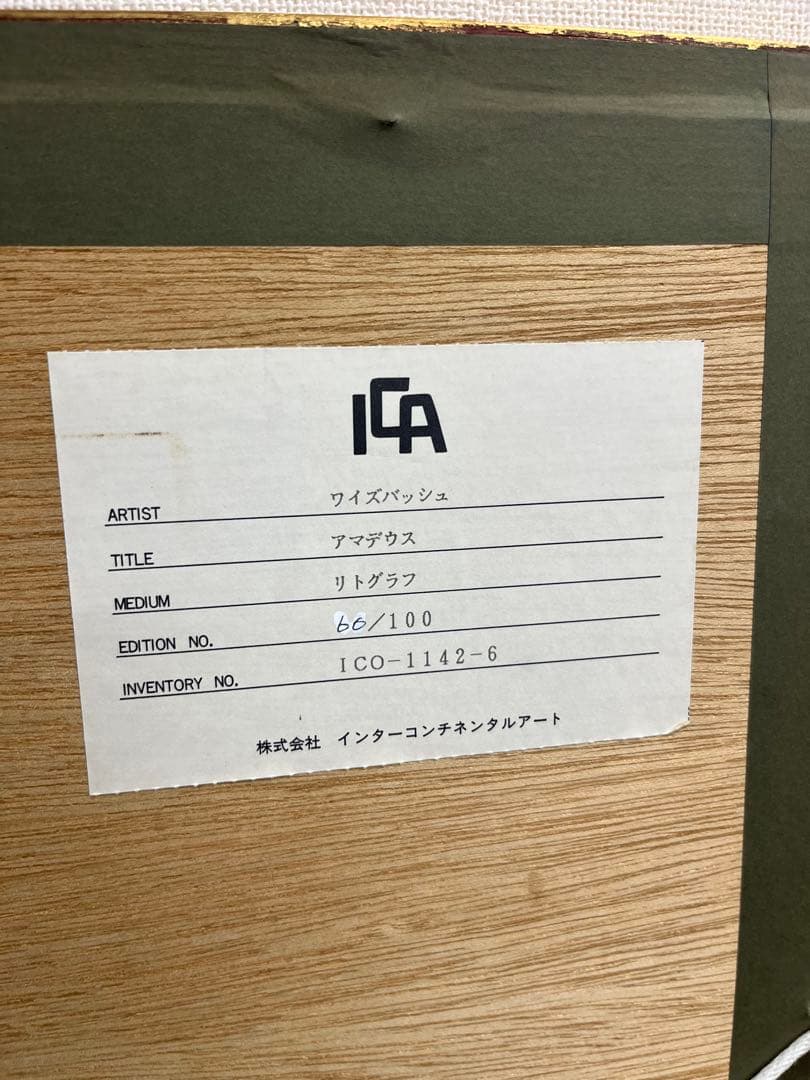 ICA
ARTIST ワイズバッシュ
TITLE アマデウス
MEDIUM リトグラフ
EDITION NO. 66/100
INVENTORY NO. ICO-1142-6
株式会社 インターコンチネンタルアート